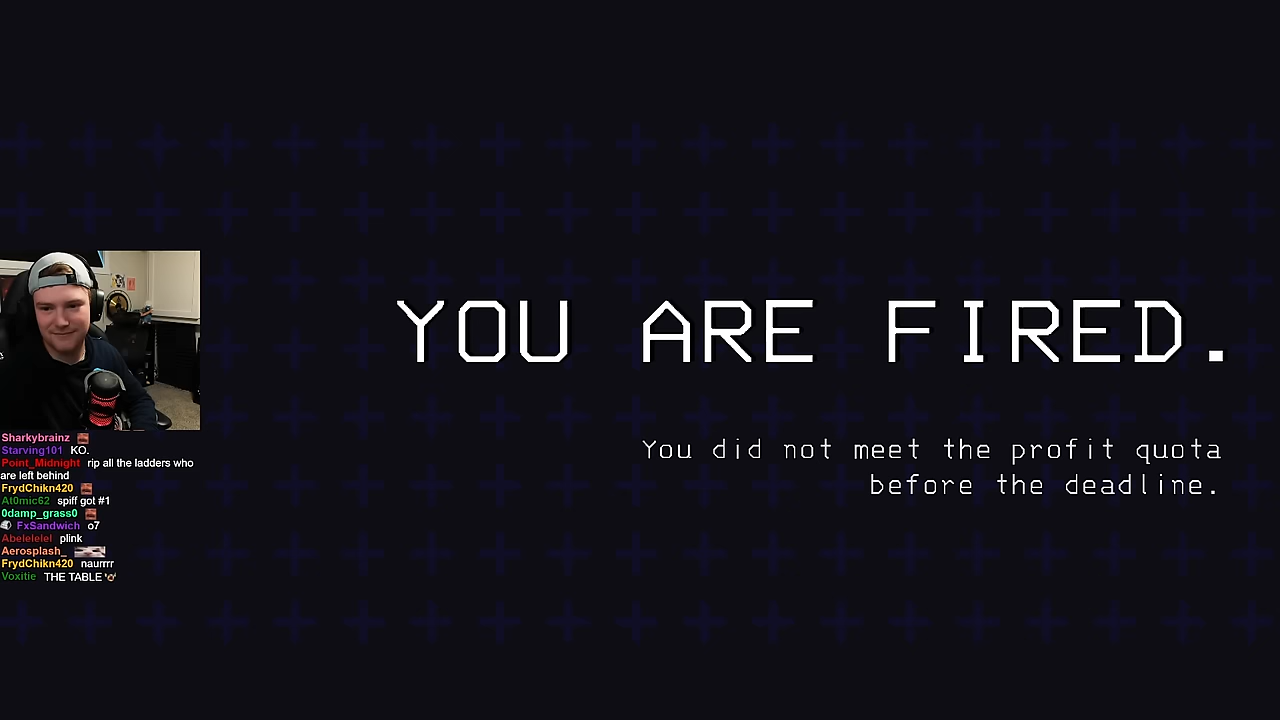 YOU ARE FIRED.
You did not meet the profit quota
before the deadline.
Sharkybrainz
Starving101 KO.
Point_Midnight rip all the ladders who
are left behind
FrydChikn420
At0mic62 spiff got #1
0damp_grass0
FxSandwich o7
Abelelelel plink
Aerosplash_
FrydChikn420 naurrrr
Voxitie THE TABLE